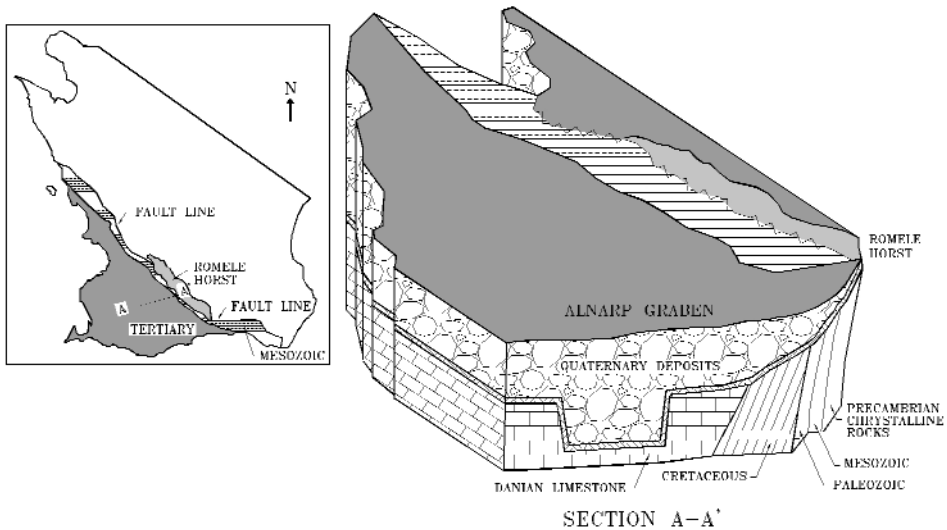 N
FAULT LINE
ROMELE
HORST
A
A
FAULT LINE
TERTIARY
MESOZOIC
ROMELE
HORST
ALNARP GRABEN
QUATERNARY DEPOSITS
PRECAMBRIAN
CHRYSTALLINE
ROCKS
MESOZOIC
PALEOZOIC
CRETACEOUS
DANIAN LIMESTONE
SECTION A-A'